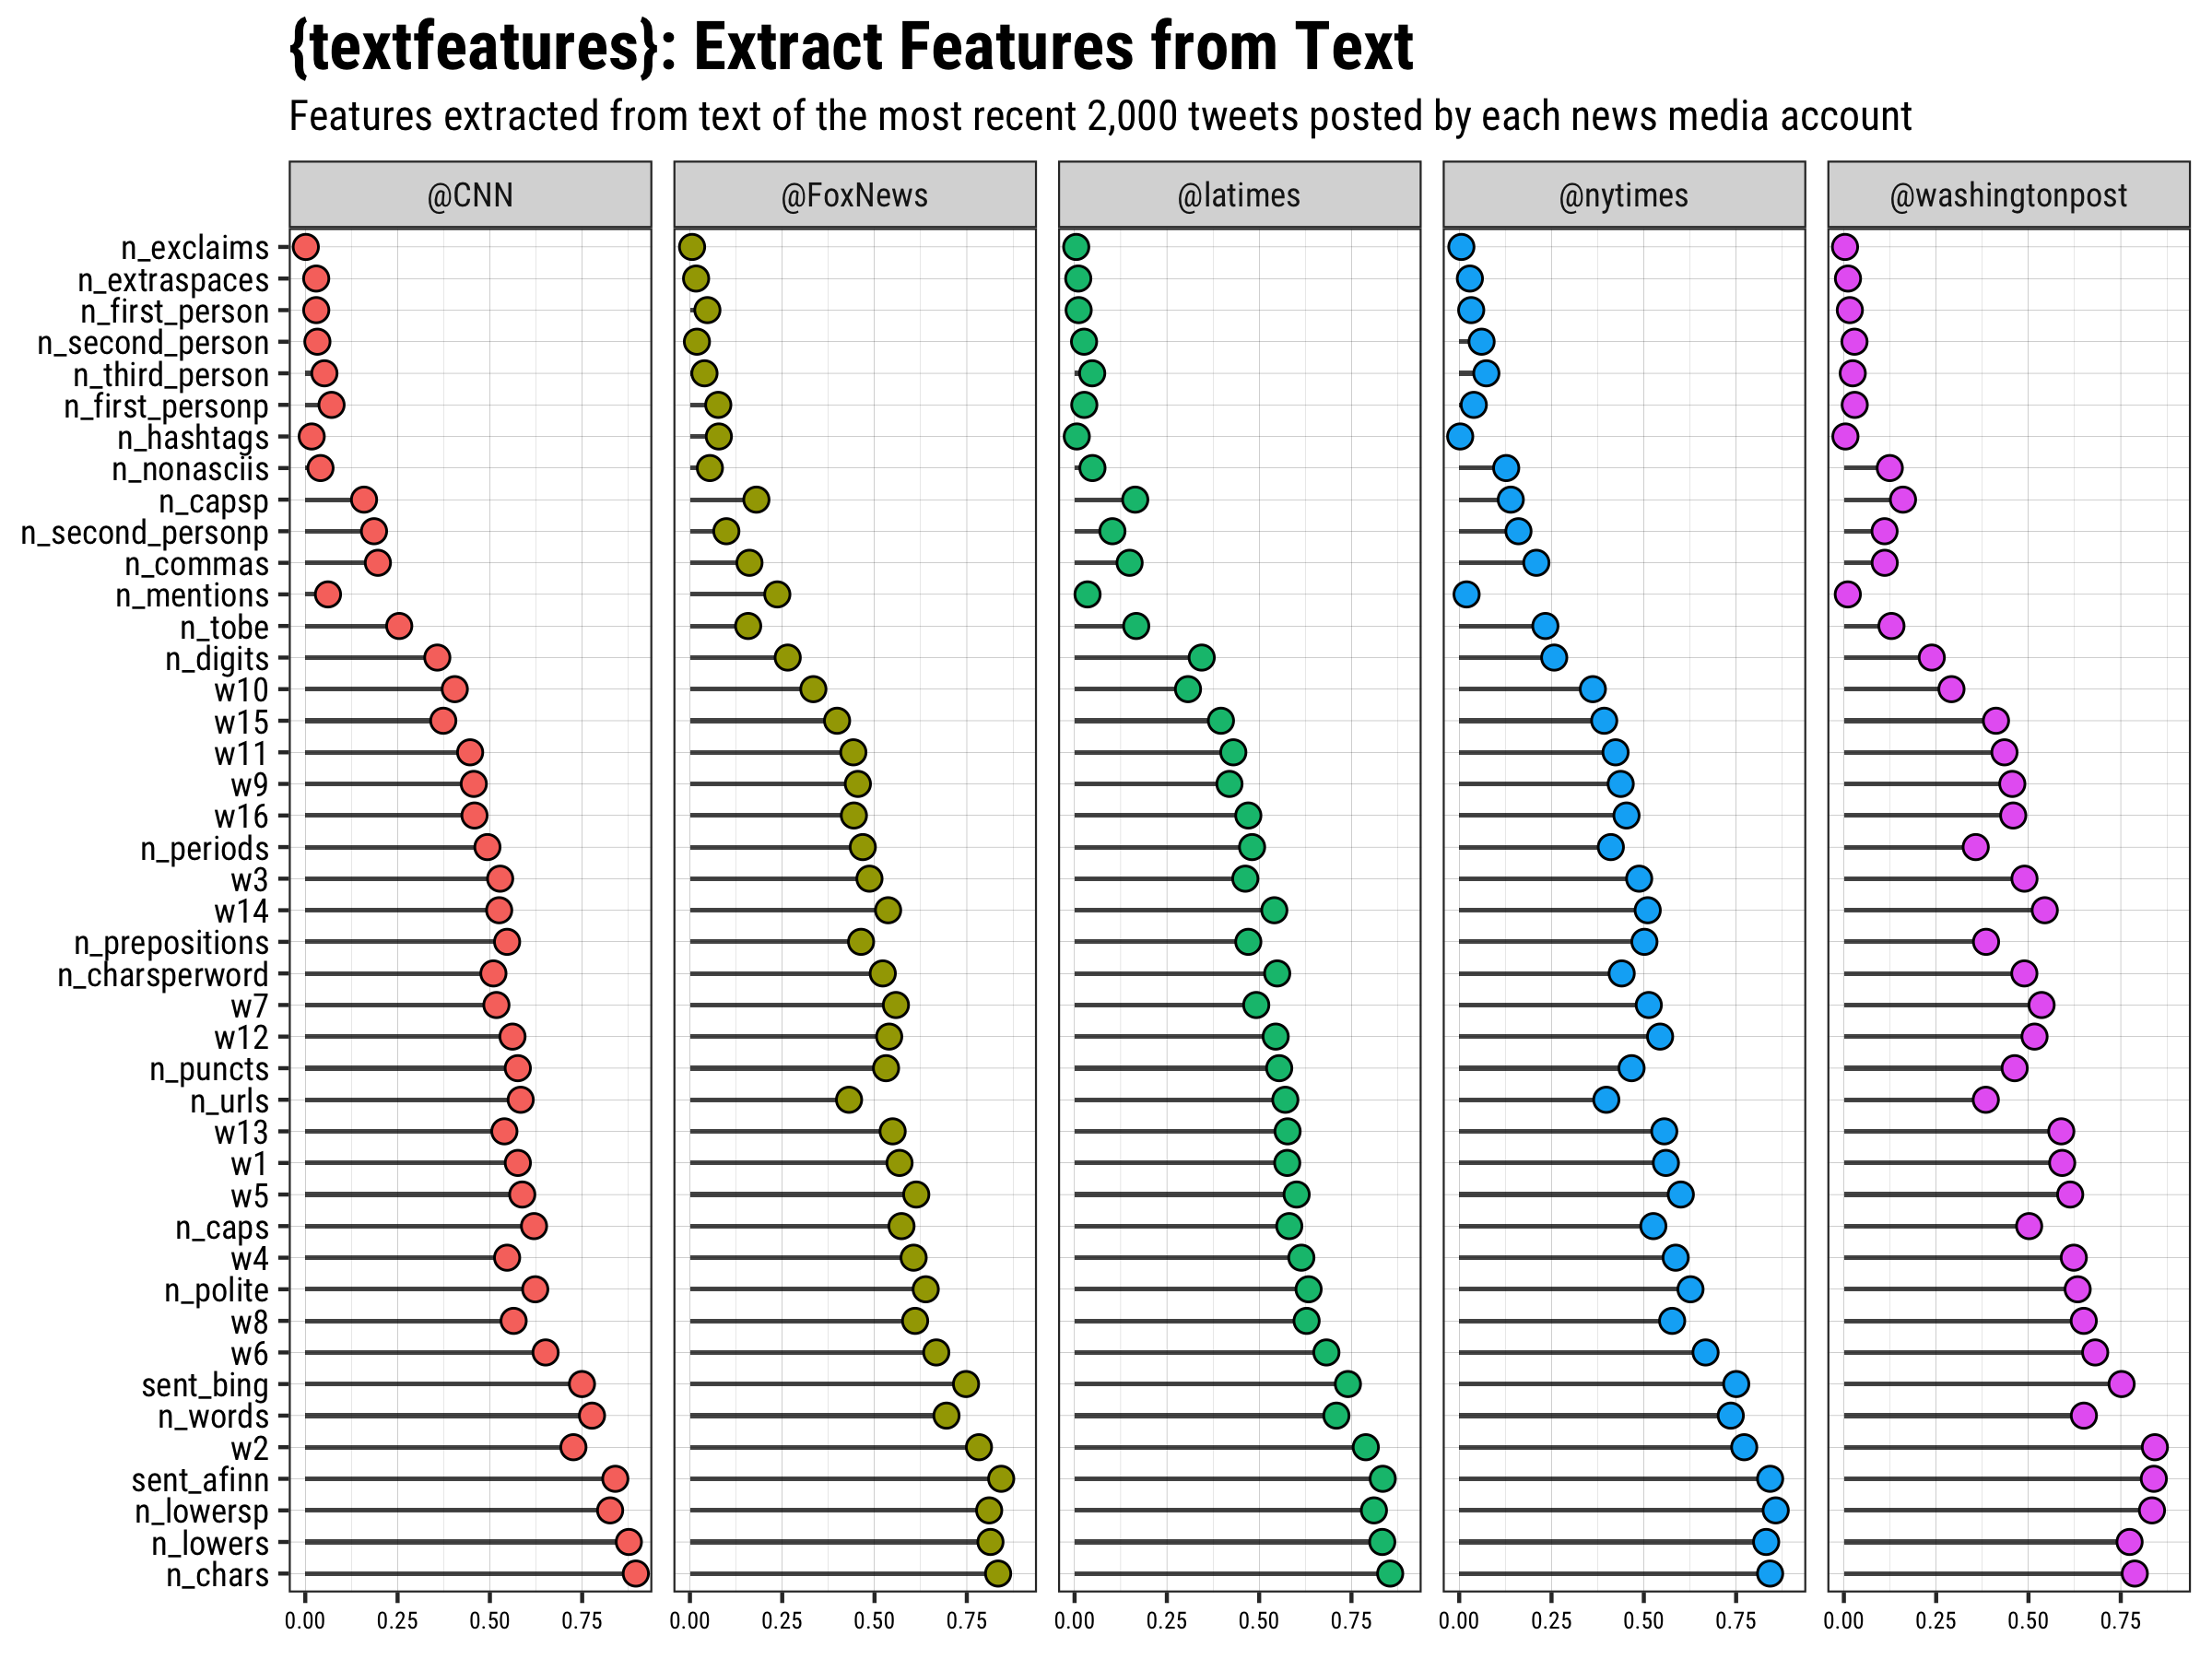 {textfeatures}: Extract Features from Text
Features extracted from text of the most recent 2,000 tweets posted by each news media account
@CNN @FoxNews @latimes @nytimes @washingtonpost
n_exclaims
n_extraspaces
n_first_person
n_second_person
n_third_person
n_first_personp
n_hashtags
n_nonasciis
n_capsp
n_second_personp
n_commas
n_mentions
n_tobe
n_digits
w10
w15
w11
w9
w16
n_periods
w3
w14
n_prepositions
n_charsperword
w7
w12
n_puncts
n_urls
w13
w1
w5
n_caps
w4
n_polite
w8
w6
sent_bing
n_words
w2
sent_afinn
n_lowersp
n_lowers
n_chars
0.00 0.25 0.50 0.75 0.00 0.25 0.50 0.75 0.00 0.25 0.50 0.75 0.00 0.25 0.50 0.75 0.00 0.25 0.50 0.75